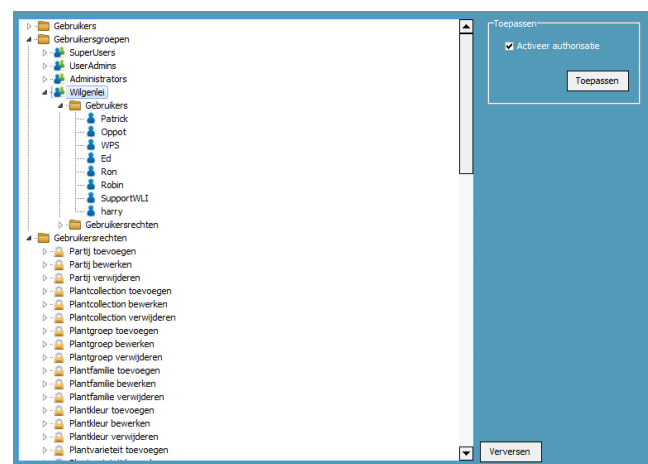 Gebruikers
Gebruikersgroepen
SuperUsers
UserAdmins
Administrators
Wilgenlei
Gebruikers
Patrick
Oppot
WPS
Ed
Ron
Robin
SupportWLI
harry
Gebruikersrechten
Gebruikersrechten
Partij toevoegen
Partij bewerken
Partij verwijderen
Plantcollection toevoegen
Plantcollection bewerken
Plantcollection verwijderen
Plantgroep toevoegen
Plantgroep bewerken
Plantgroep verwijderen
Plantfamilie toevoegen
Plantfamilie bewerken
Plantfamilie verwijderen
Plantkleur toevoegen
Plantkleur bewerken
Plantkleur verwijderen
Plantvarieteit toevoegen
Toepassen
Activeer authorisatie
Toepassen
Verversen